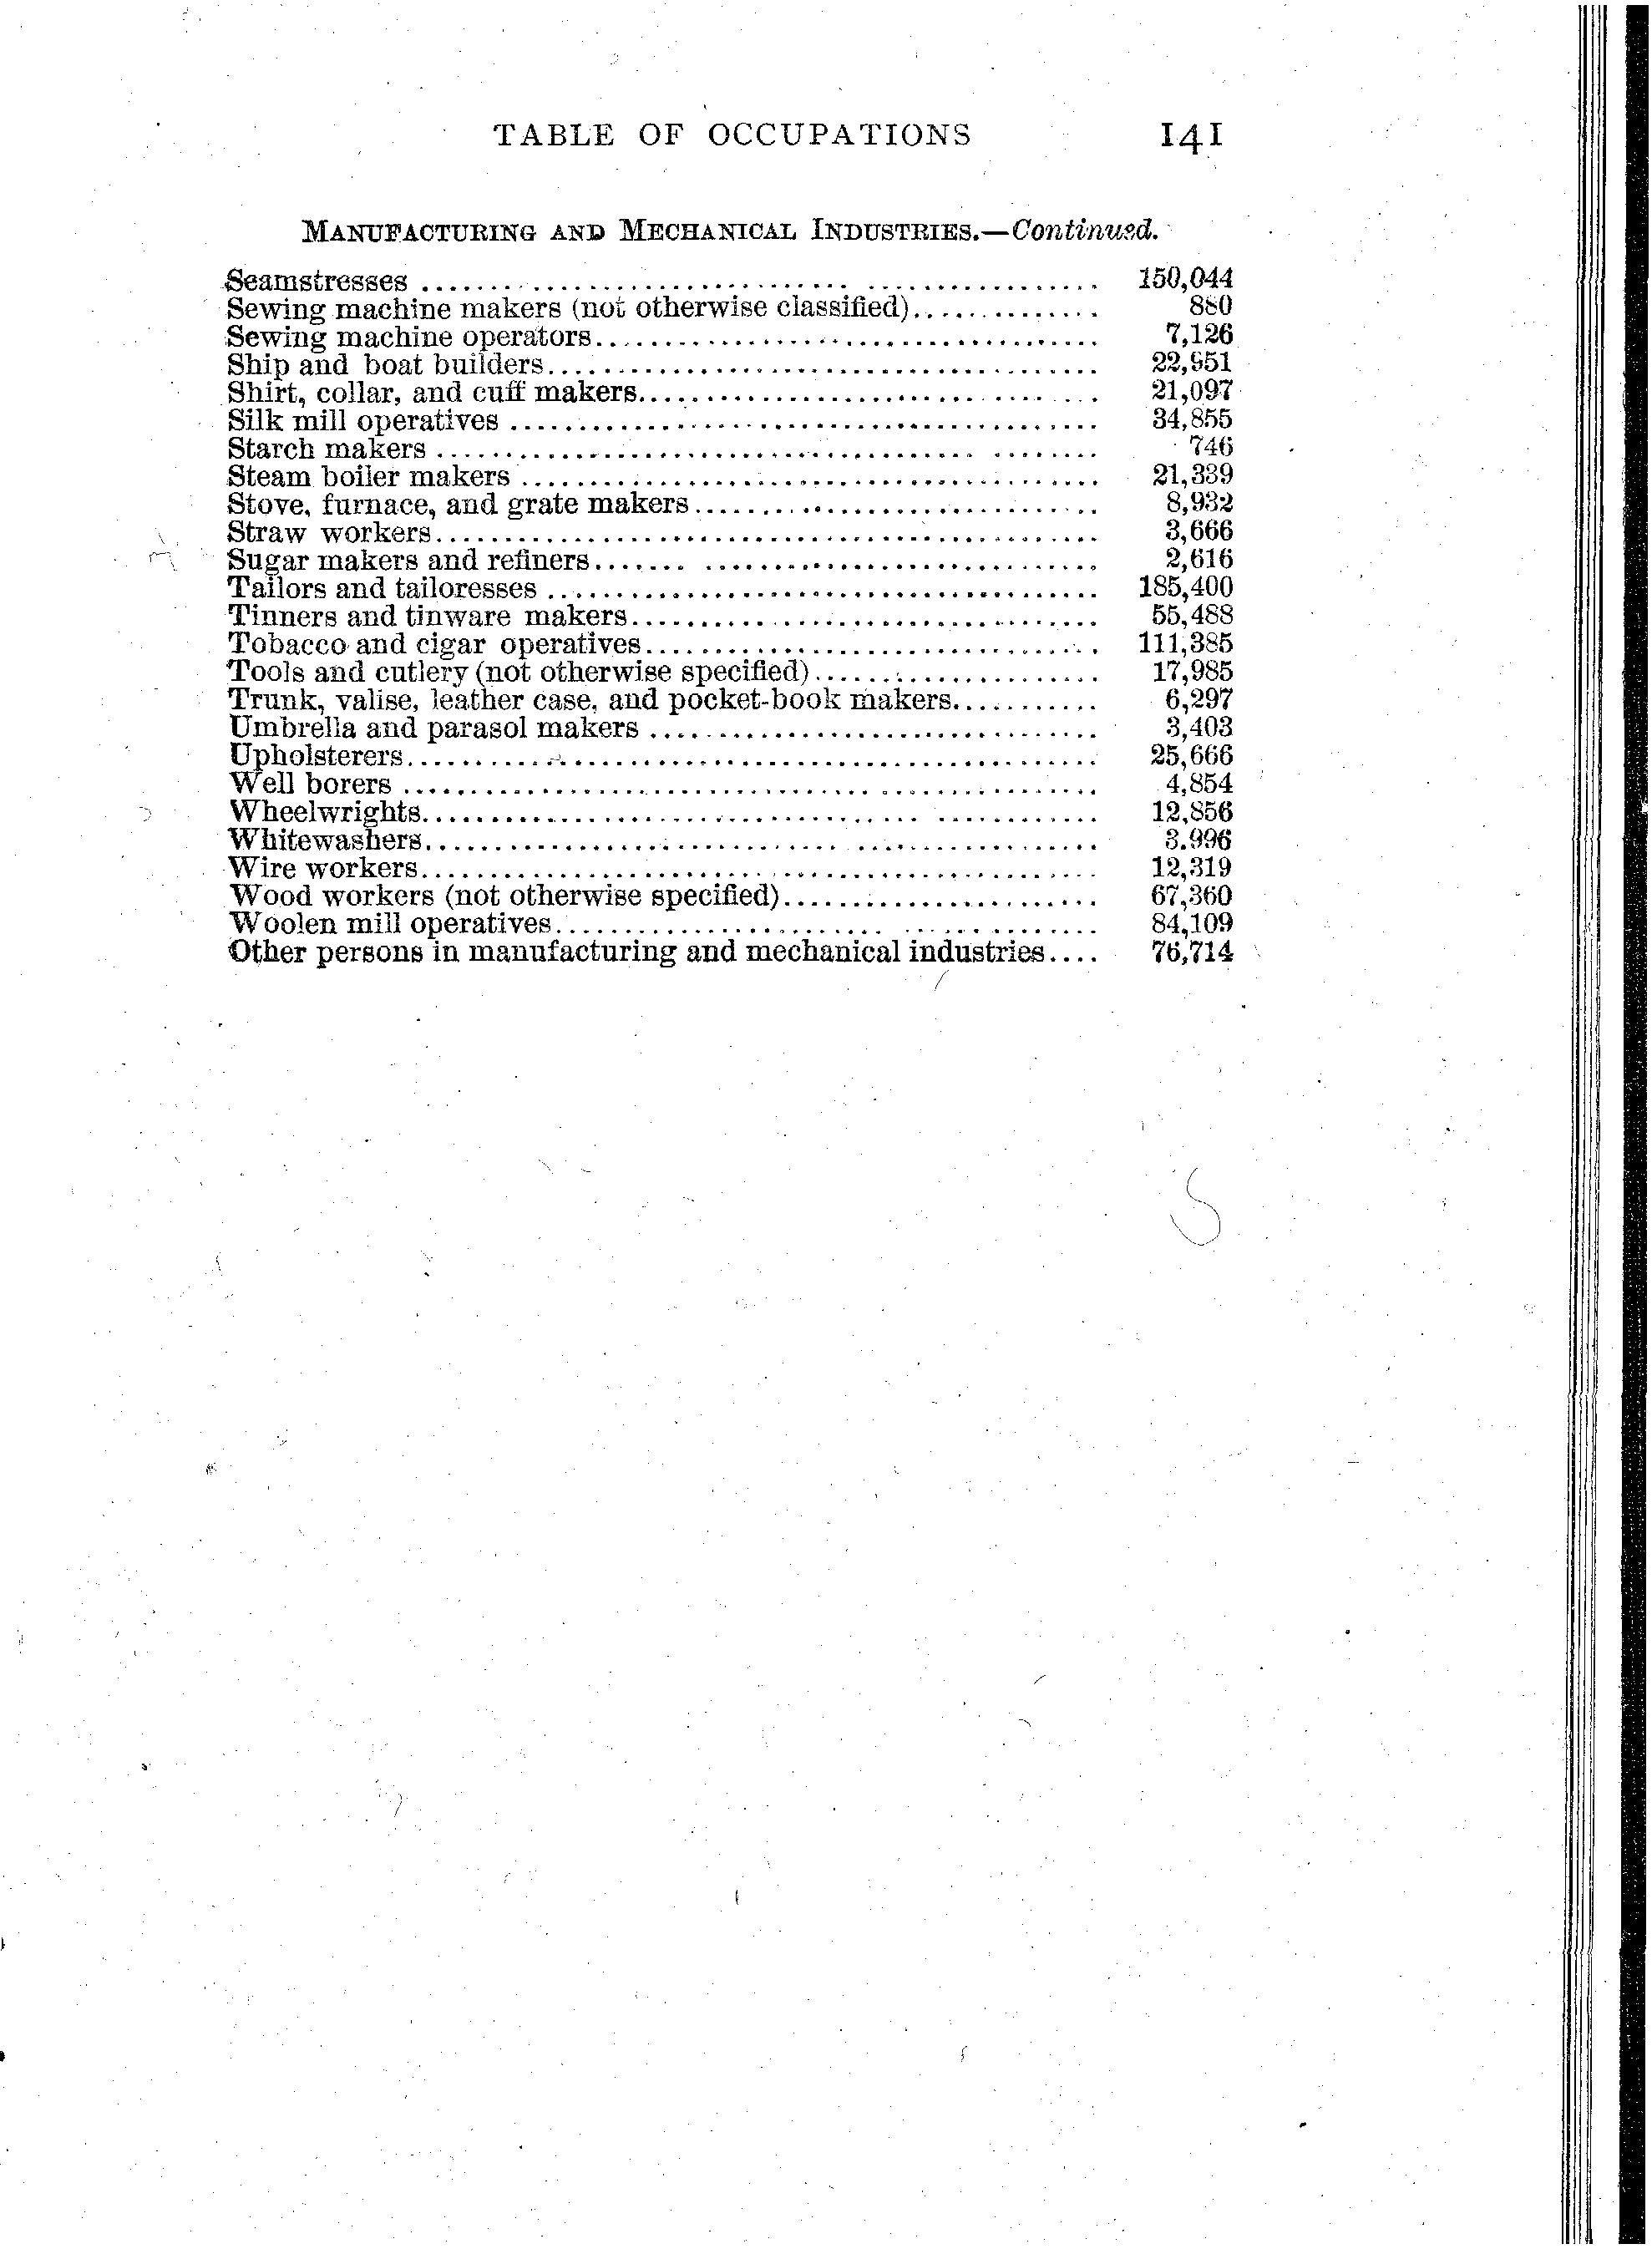 TABLE OF OCCUPATIONS 141
MANUFACTURING AND MECHANICAL INDUSTRIES.—Continued.
Seamstresses ........................................ 150,044
Sewing machine makers (not otherwise classified).............. 880
Sewing machine operators.................................... 7,126
Ship and boat builders........................................ 22,951
Shirt, collar, and cuff makers................................. 21,097
Silk mill operatives .......................................... 34,855
Starch makers ................................................ 746
Steam boiler makers .......................................... 21,339
Stove, furnace, and grate makers............................. 8,932
Straw workers................................................ 3,666
Sugar makers and refiners.................................... 2,616
Tailors and tailoresses ....................................... 185,400
Tinners and tinware makers.................................. 55,488
Tobacco and cigar operatives................................. 111,385
Tools and cutlery (not otherwise specified)..................... 17,985
Trunk, valise, leather case, and pocket-book makers........... 6,297
Umbrella and parasol makers ................................ 3,403
Upholsterers.................................................. 25,666
Well borers .................................................. 4,854
Wheelwrights................................................ 12,856
Whitewashers................................................ 3.996
Wire workers................................................ 12,319
Wood workers (not otherwise specified)....................... 67,360
Woolen mill operatives....................................... 84,109
Other persons in manufacturing and mechanical industries.... 76,714